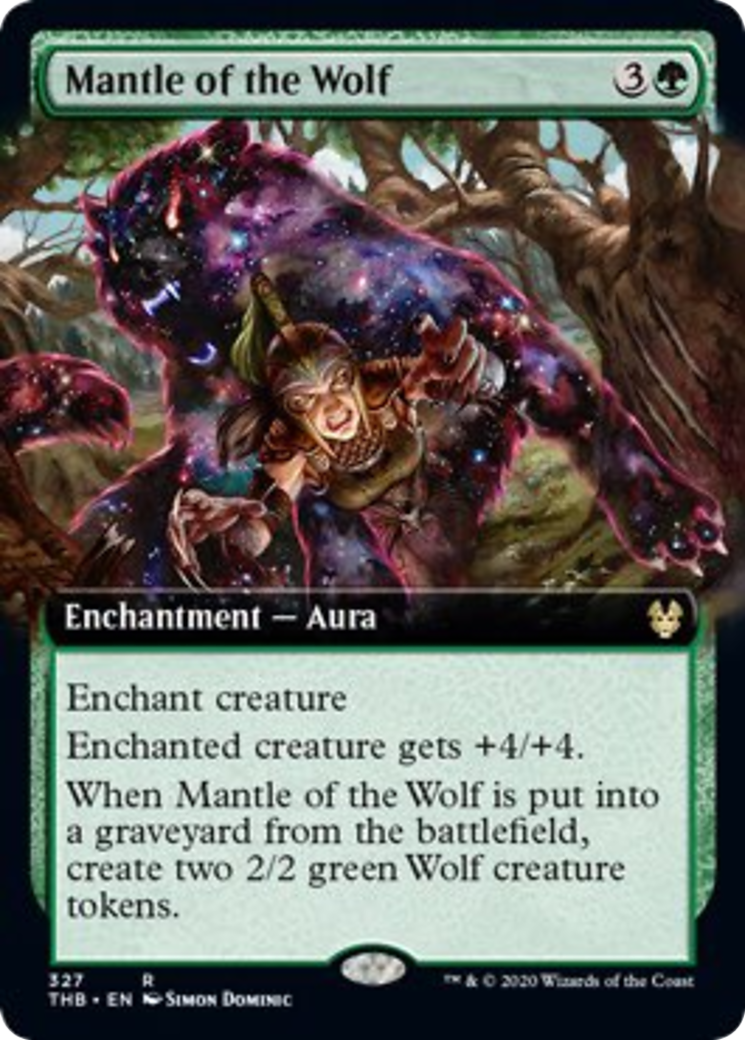 Mantle of the Wolf 3
Enchantment — Aura
Enchant creature
Enchanted creature gets +4/+4.
When Mantle of the Wolf is put into
a graveyard from the battlefield,
create two 2/2 green Wolf creature
tokens.
327 R
THB • EN Simon Dominic
™ & © 2020 Wizards of the Coast